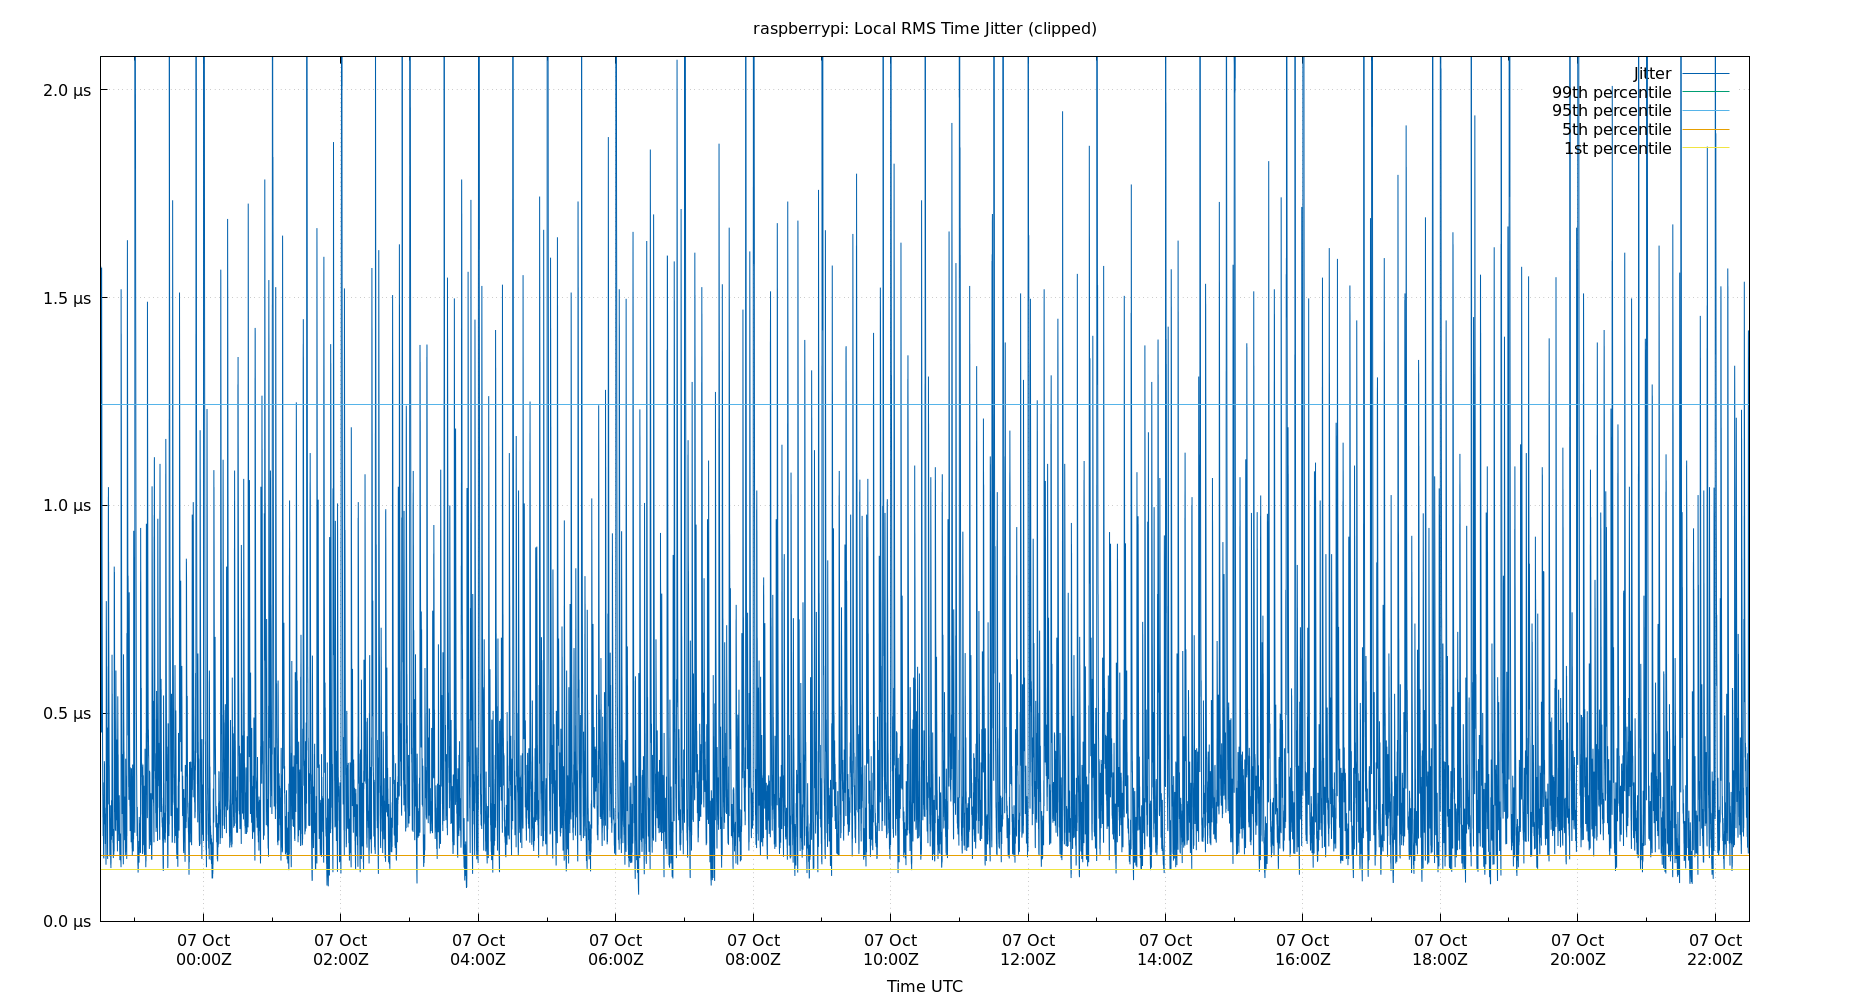 raspberrypi: Local RMS Time Jitter (clipped)
Jitter
99th percentile
95th percentile
5th percentile
1st percentile
2.0 µs
1.5 µs
1.0 µs
0.5 µs
0.0 µs
07 Oct 07 Oct 07 Oct 07 Oct 07 Oct 07 Oct 07 Oct 07 Oct 07 Oct 07 Oct 07 Oct 07 Oct
00:00Z 02:00Z 04:00Z 06:00Z 08:00Z 10:00Z 12:00Z 14:00Z 16:00Z 18:00Z 20:00Z 22:00Z
Time UTC